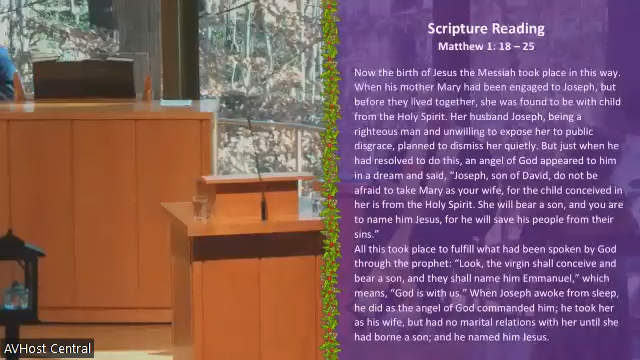 Scripture Reading
Matthew 1: 18 – 25
Now the birth of Jesus the Messiah took place in this way.
When his mother Mary had been engaged to Joseph, but
before they lived together, she was found to be with child
from the Holy Spirit. Her husband Joseph, being a
righteous man and unwilling to expose her to public
disgrace, planned to dismiss her quietly. But just when he
had resolved to do this, an angel of God appeared to him
in a dream and said, “Joseph, son of David, do not be
afraid to take Mary as your wife, for the child conceived in
her is from the Holy Spirit. She will bear a son, and you are
to name him Jesus, for he will save his people from their
sins.”
All this took place to fulfill what had been spoken by God
through the prophet: “Look, the virgin shall conceive and
bear a son, and they shall name him Emmanuel,” which
means, “God is with us.” When Joseph awoke from sleep,
he did as the angel of God commanded him; he took her
as his wife, but had no marital relations with her until she
had borne a son; and he named him Jesus.
AVHost Central